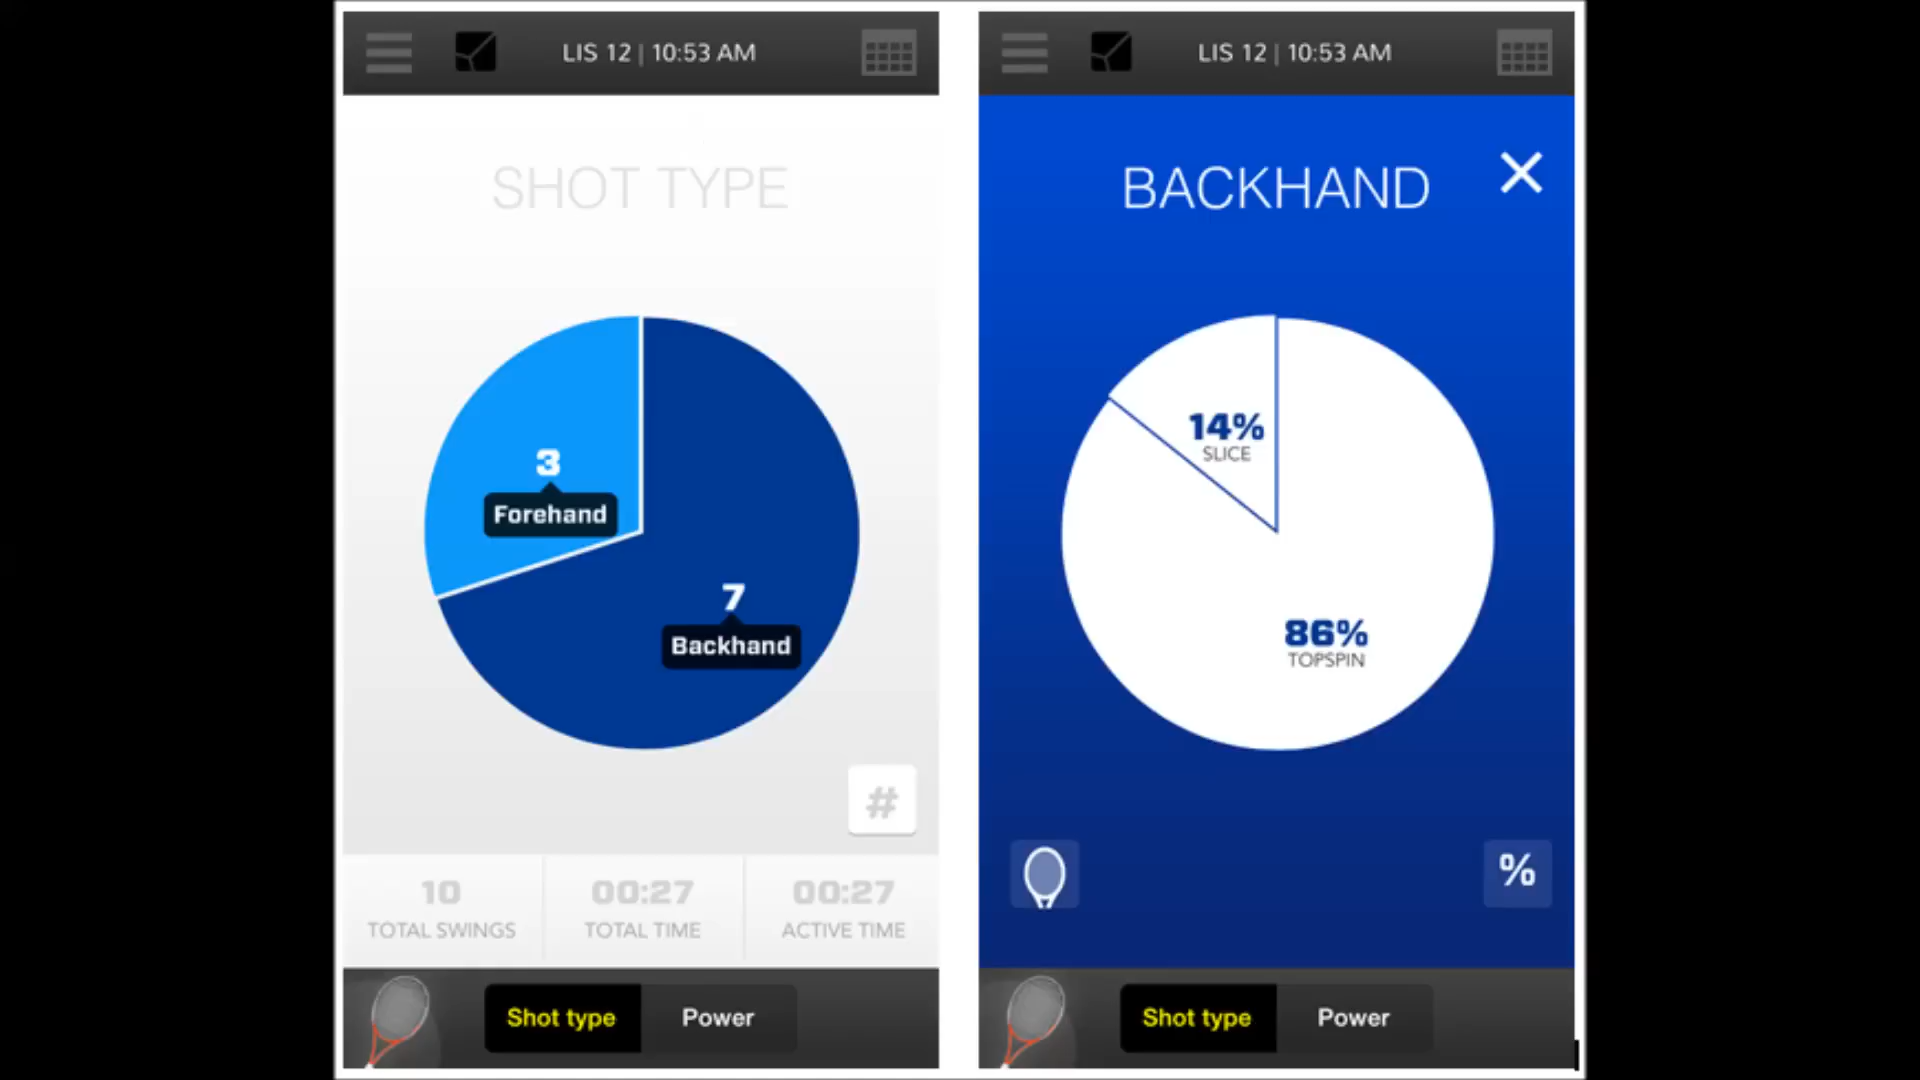 LIS 12 | 10:53 AM
SHOT TYPE
3
Forehand
7
Backhand
#
10
TOTAL SWINGS
00:27
TOTAL TIME
00:27
ACTIVE TIME
Shot type
Power
LIS 12 | 10:53 AM
BACKHAND
14%
SLICE
86%
TOPSPIN
%
Shot type
Power